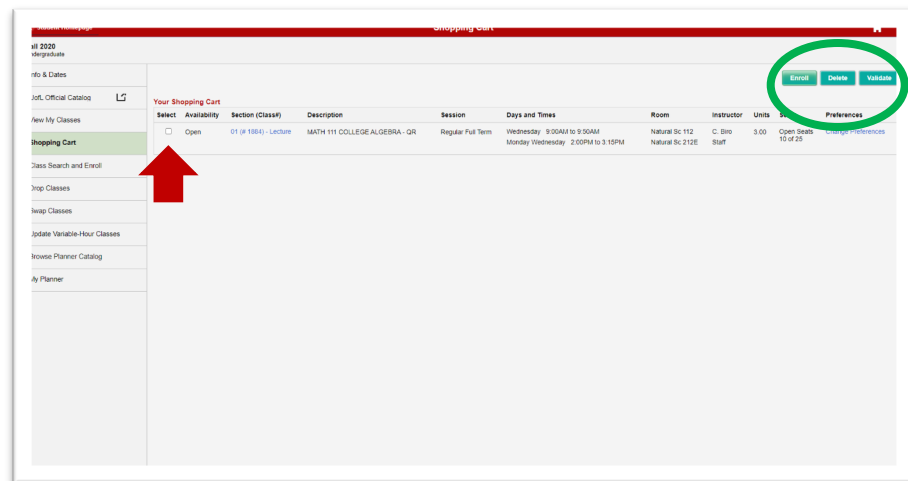 Student Homepage
Shopping Cart
all 2020
ndergraduate
nfo & Dates
UofL Official Catalog
View My Classes
Shopping Cart
Class Search and Enroll
Drop Classes
Swap Classes
Update Variable-Hour Classes
Browse Planner Catalog
My Planner
Enroll Delete Validate
Your Shopping Cart
Select Availability Section (Class#) Description Session Days and Times Room Instructor Units Preferences
Open 01 (# 1884) - Lecture MATH 111 COLLEGE ALGEBRA - QR Regular Full Term Wednesday 9:00AM to 9:50AM Natural Sc 112 C. Biro 3.00 Open Seats Change Preferences
Monday Wednesday 2:00PM to 3:15PM Natural Sc 212E Staff 10 of 25